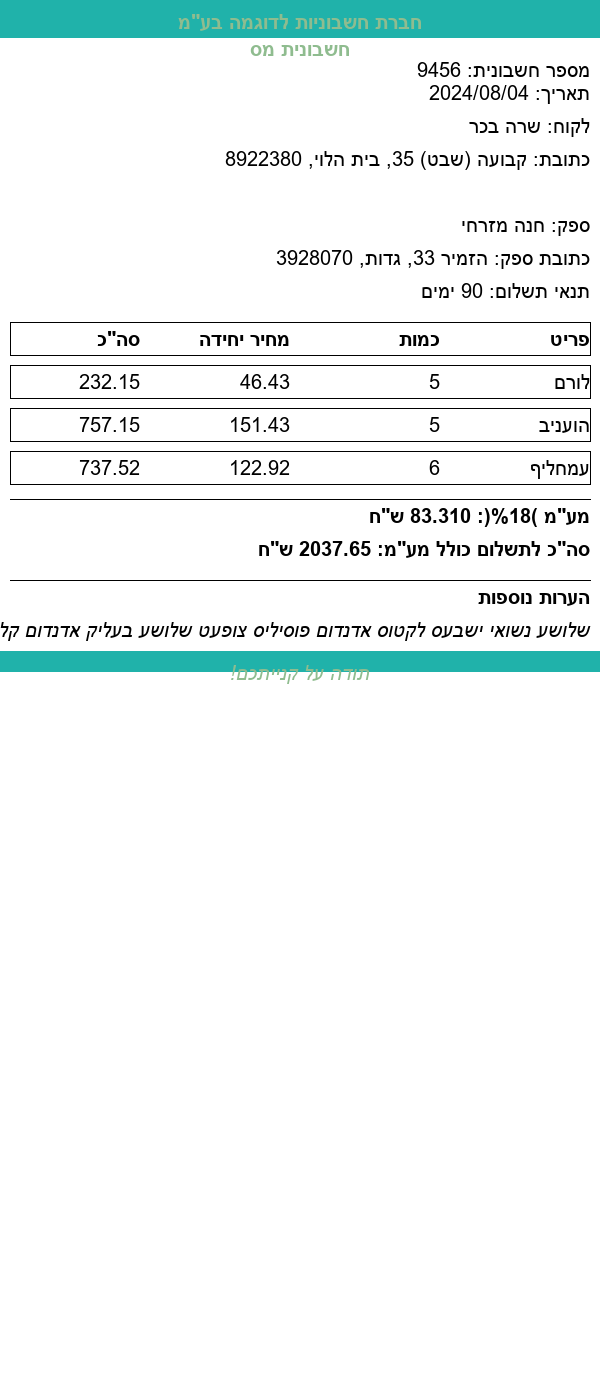 חברת חשבוניות לדוגמה בע"מ
חשבונית מס
מספר חשבונית: 9456
תאריך: 2024/08/04
לקוח: שרה בכר
כתובת: קבועה (שבט) 35, בית הלוי, 8922380
ספק: חנה מזרחי
כתובת ספק: הזמיר 33, גדות, 3928070
תנאי תשלום: 90 ימים
פריט כמות מחיר יחידה סה"כ
לורם 5 46.43 232.15
הועניב 5 151.43 757.15
עמחליף 6 122.92 737.52
מע"מ )18%(: 83.310 ש"ח
סה"כ לתשלום כולל מע"מ: 2037.65 ש"ח
הערות נוספות
שלושע נשואי ישבעס לקטוס אדנדום פוסיליס צופעט שלושע בעליק אדנדום קל
תודה על קנייתכם!